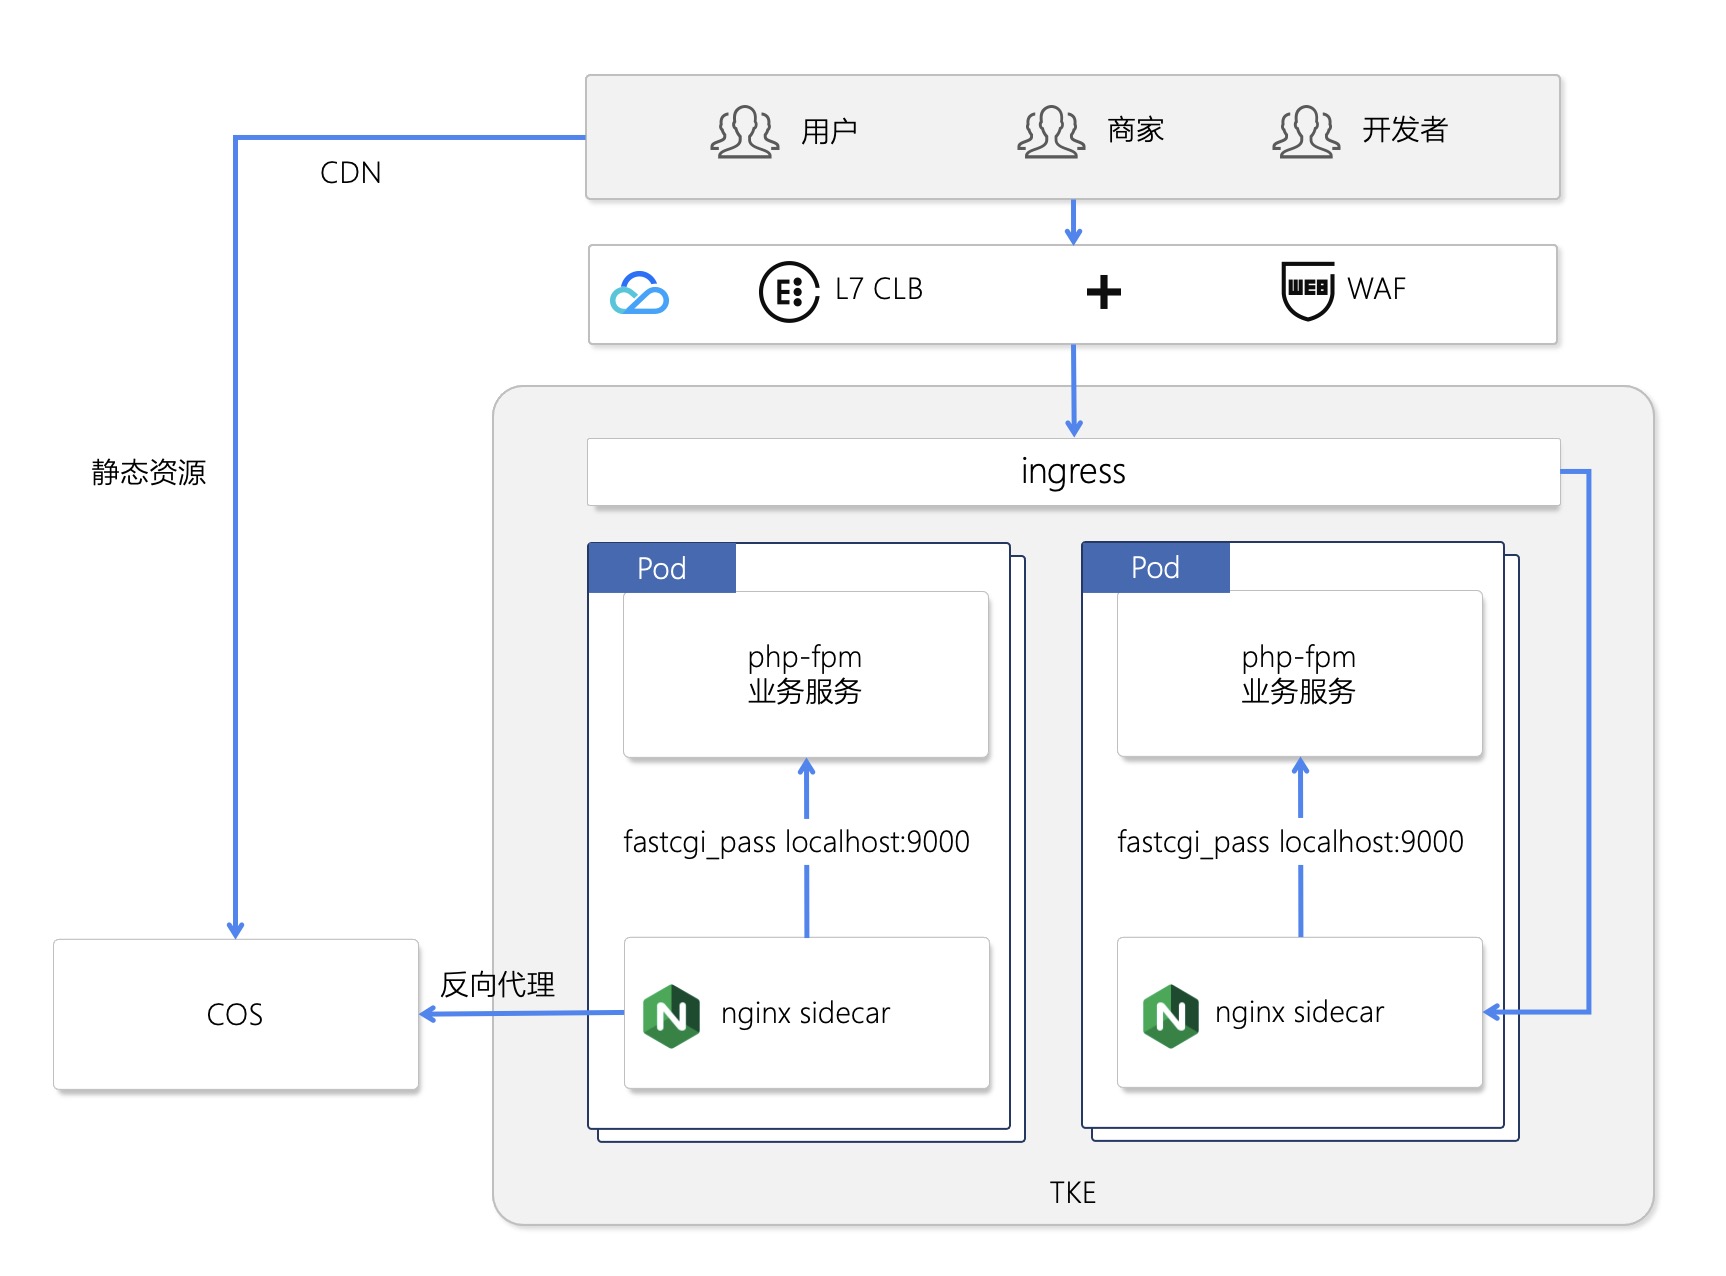 用户
商家
开发者
CDN
L7 CLB
WEB
WAF
静态资源
ingress
Pod
Pod
php-fpm
业务服务
php-fpm
业务服务
fastcgi_pass localhost:9000
fastcgi_pass localhost:9000
反向代理
COS
N
nginx sidecar
N
nginx sidecar
TKE